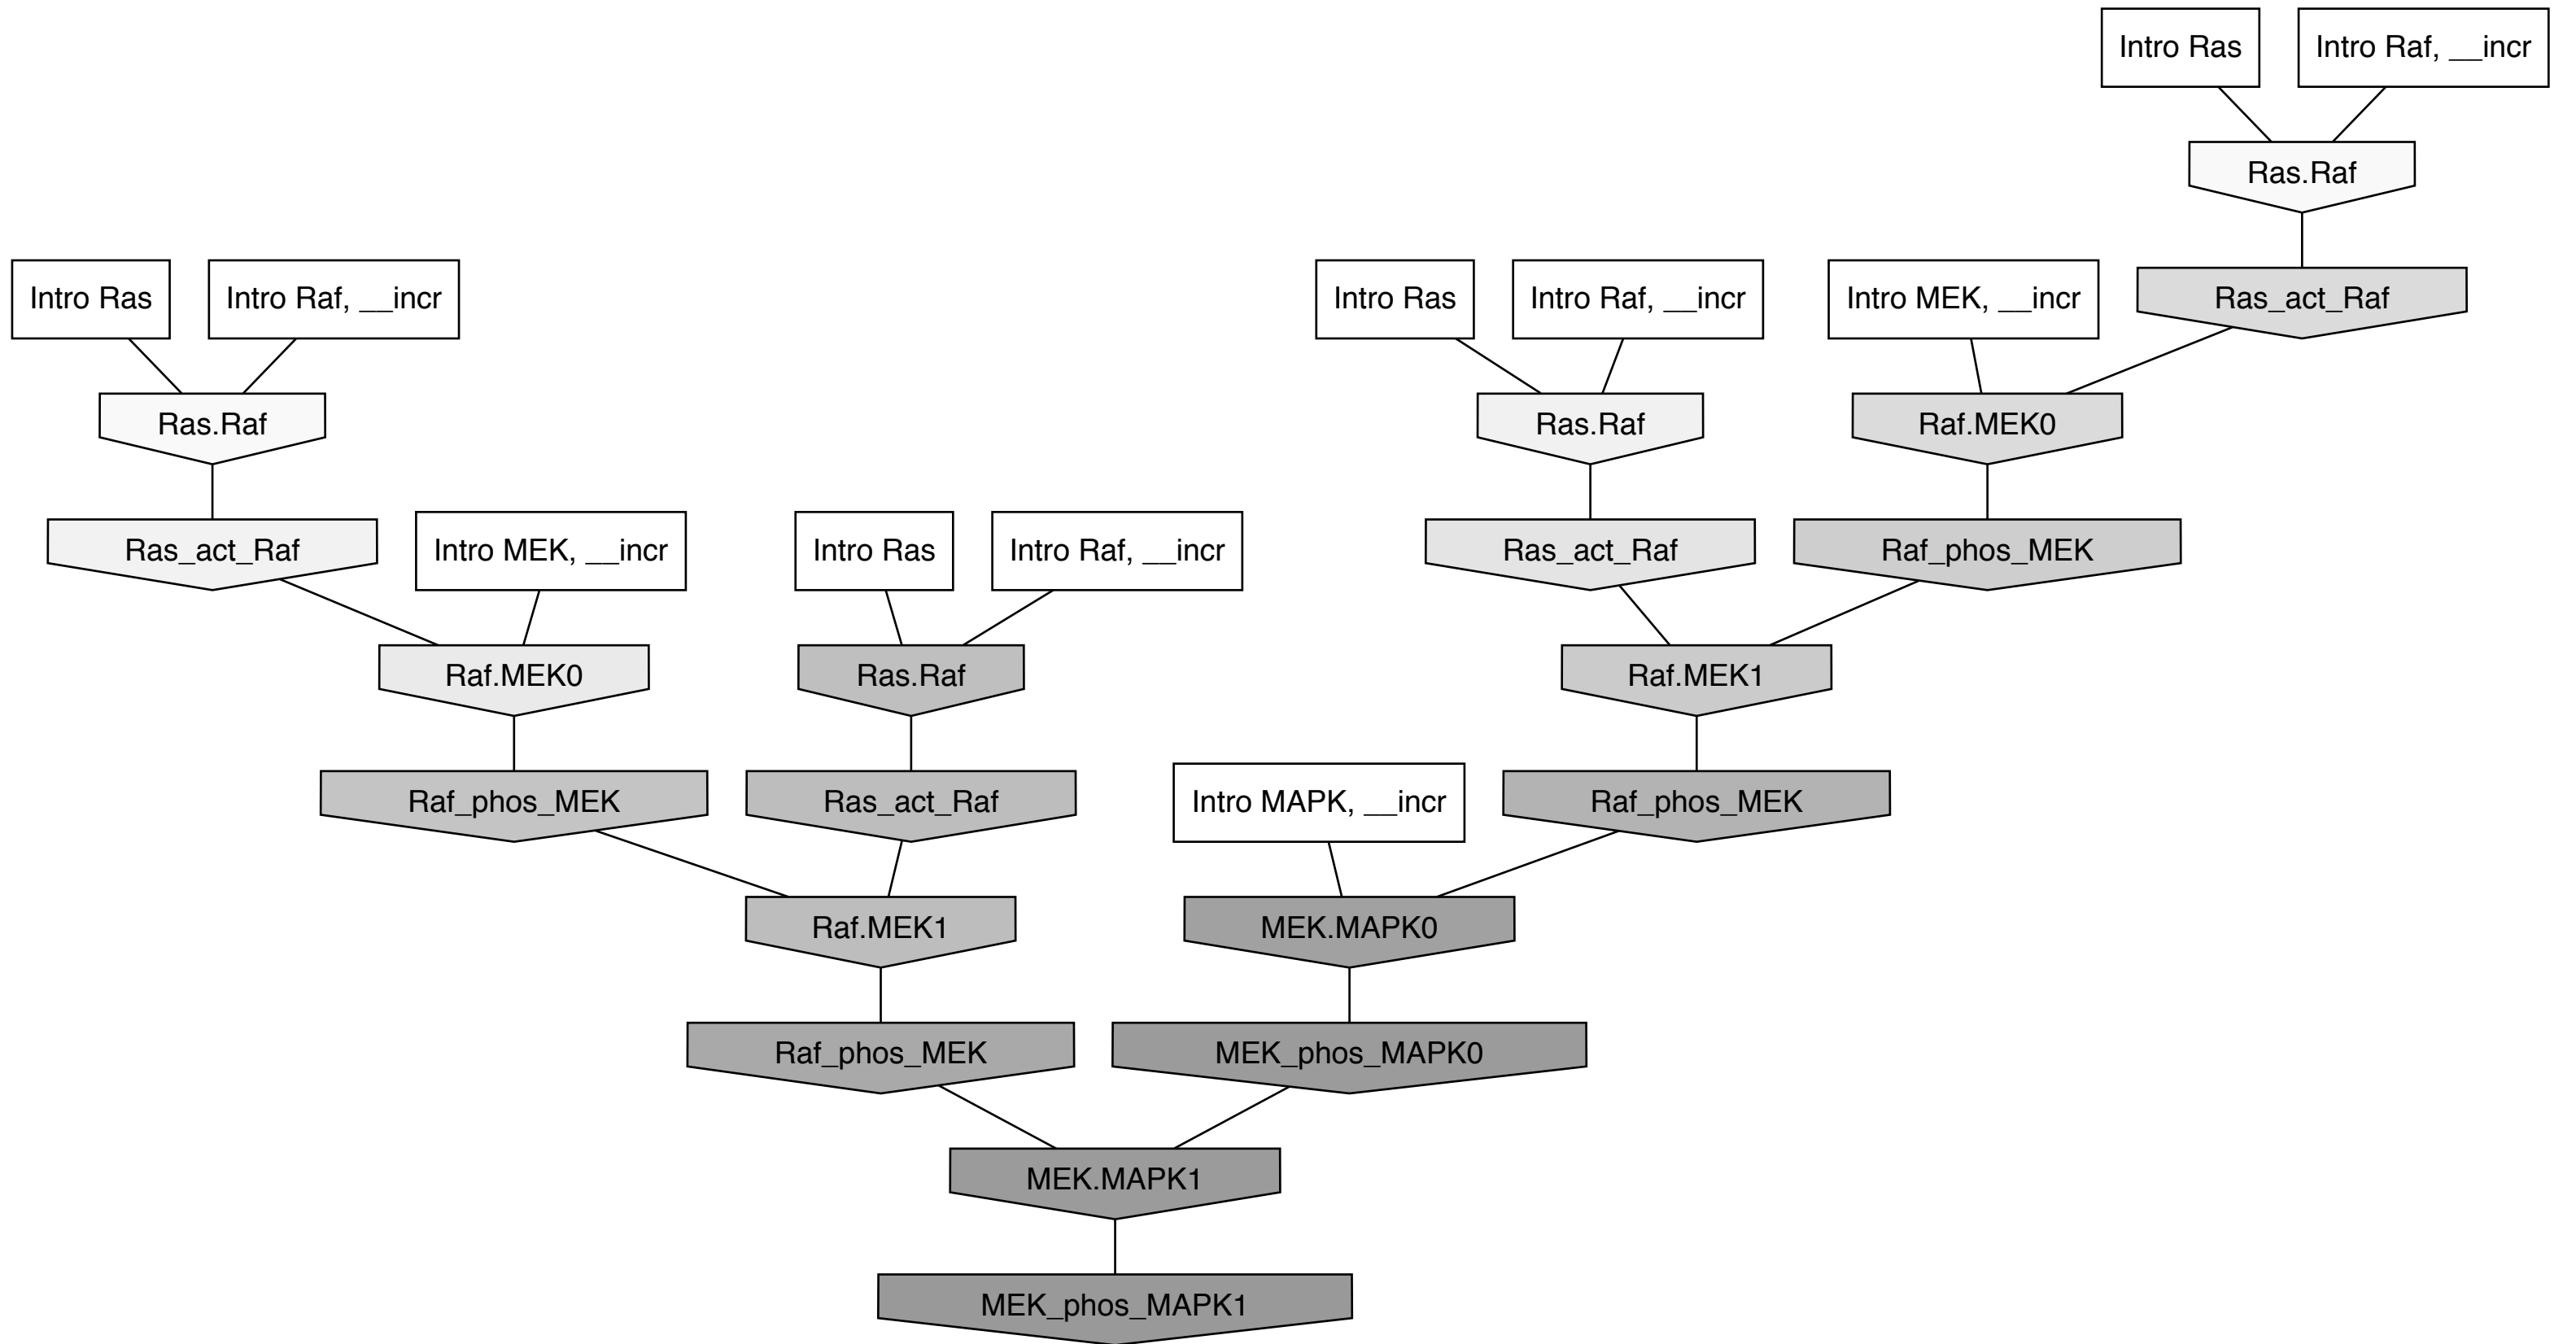 Intro Ras
Intro Raf, __incr
Ras.Raf
Intro Ras
Intro Raf, __incr
Intro Ras
Intro Raf, __incr
Intro MEK, __incr
Ras_act_Raf
Ras.Raf
Ras.Raf
Raf.MEK0
Ras_act_Raf
Intro MEK, __incr
Intro Ras
Intro Raf, __incr
Ras_act_Raf
Raf_phos_MEK
Raf.MEK0
Ras.Raf
Raf.MEK1
Raf_phos_MEK
Ras_act_Raf
Intro MAPK, __incr
Raf_phos_MEK
Raf.MEK1
MEK.MAPK0
Raf_phos_MEK
MEK_phos_MAPK0
MEK.MAPK1
MEK_phos_MAPK1